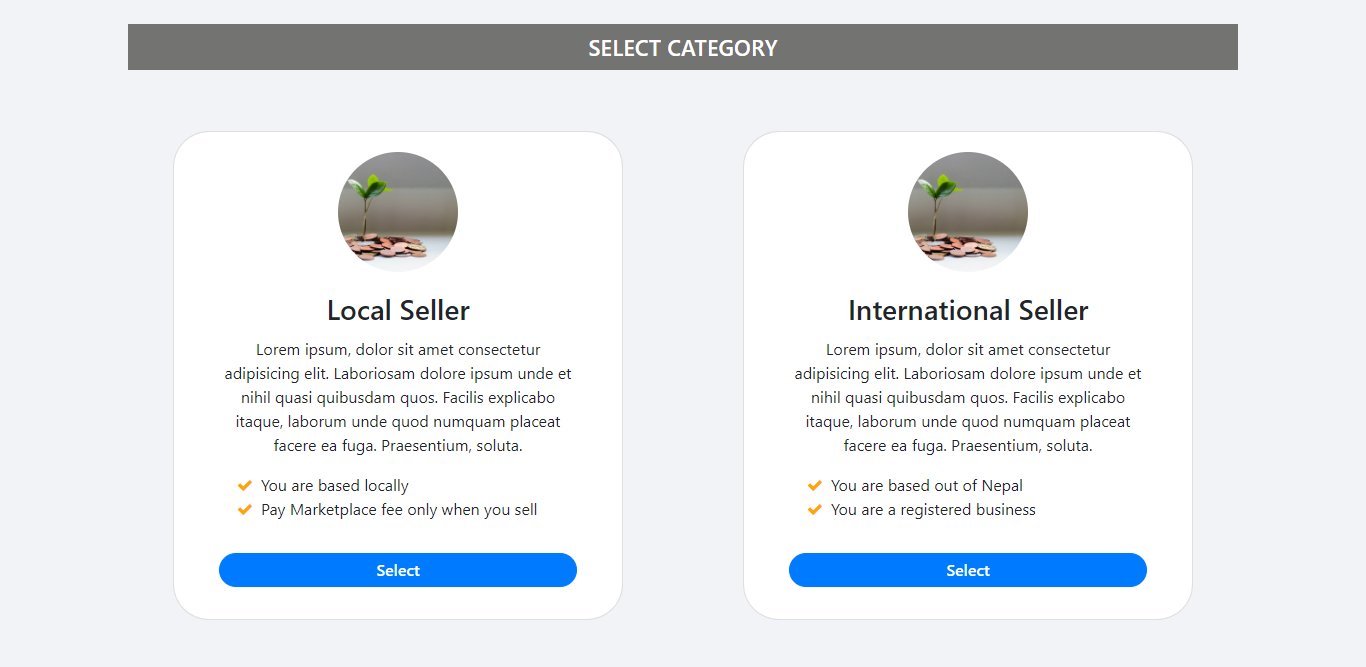 SELECT CATEGORY
Local Seller
Lorem ipsum, dolor sit amet consectetur
adipisicing elit. Laboriosam dolore ipsum unde et
nihil quasi quibusdam quos. Facilis explicabo
itaque, laborum unde quod numquam placeat
facere ea fuga. Praesentium, soluta.
You are based locally
Pay Marketplace fee only when you sell
Select
International Seller
Lorem ipsum, dolor sit amet consectetur
adipisicing elit. Laboriosam dolore ipsum unde et
nihil quasi quibusdam quos. Facilis explicabo
itaque, laborum unde quod numquam placeat
facere ea fuga. Praesentium, soluta.
You are based out of Nepal
You are a registered business
Select